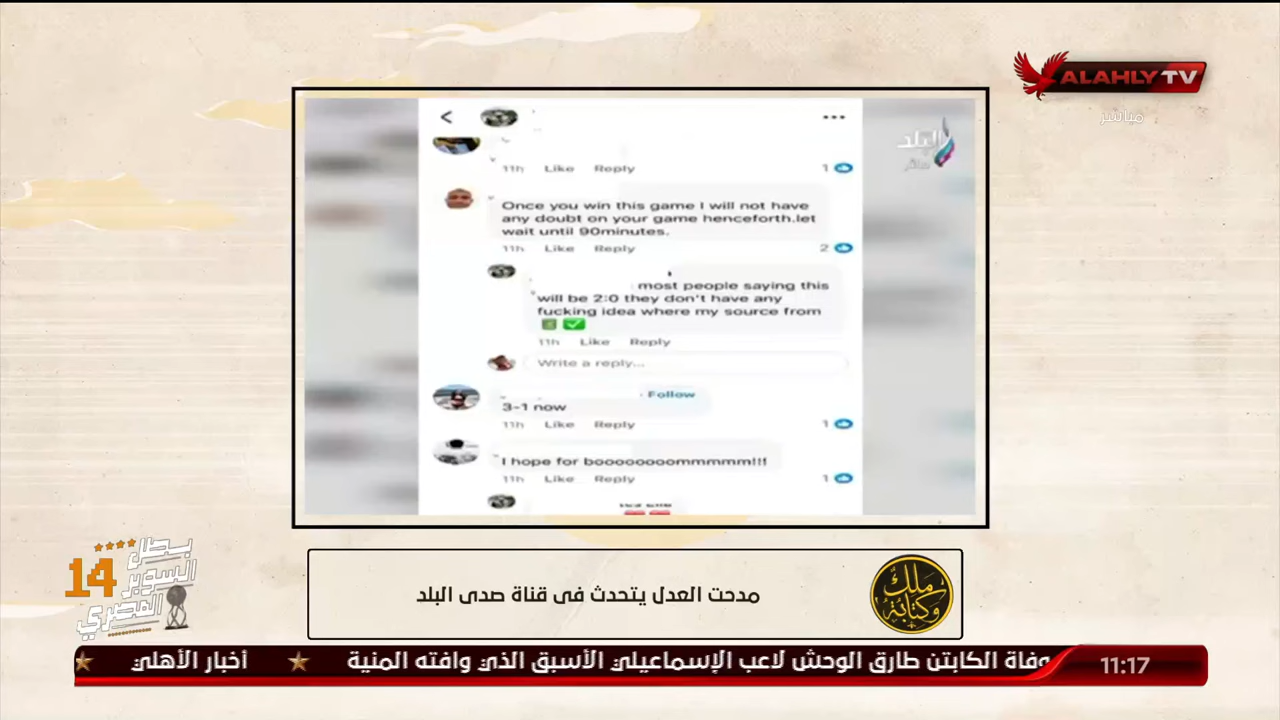 ALAHLY TV
مباشر
البلد
11h Like Reply 1
Once you win this game I will not have
any doubt on your game henceforth.let
wait until 90minutes.
11h Like Reply 2
most people saying this
will be 2:0 they don't have any
fucking idea where my source from
11h Like Reply
Write a reply...
Follow
3-1 now
11h Like Reply 1
I hope for boooooooommmmm!!!
11h Like Reply 1
مدحت العدل يتحدث فى قناة صدى البلد
ملك
وكتابة
بطل
السوبر
14
المصري
وفاة الكابتن طارق الوحش لاعب الإسماعيلي الأسبق الذي وافته المنية
أخبار الأهلي
11:17